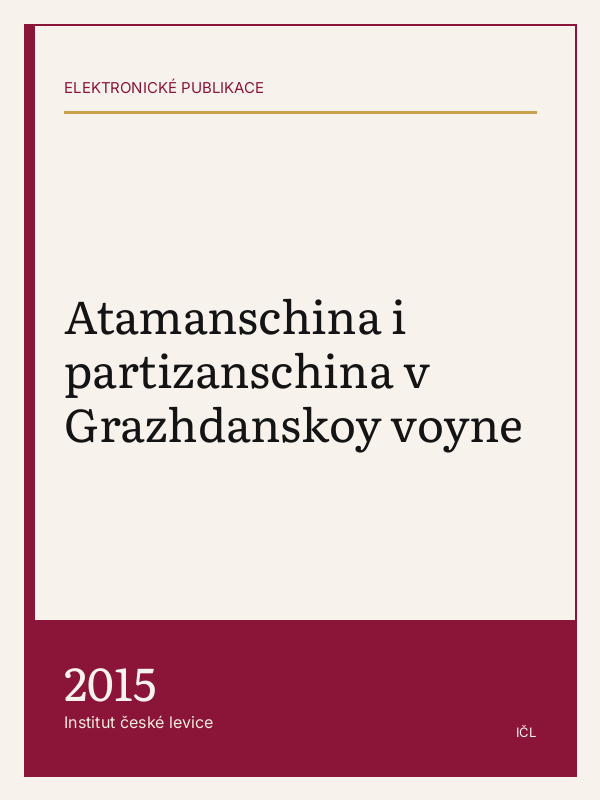 ELEKTRONICKÉ PUBLIKACE
Atamanschina i
partizanschina v
Grazhdanskoy voyne
2015
Institut české levice
IČL